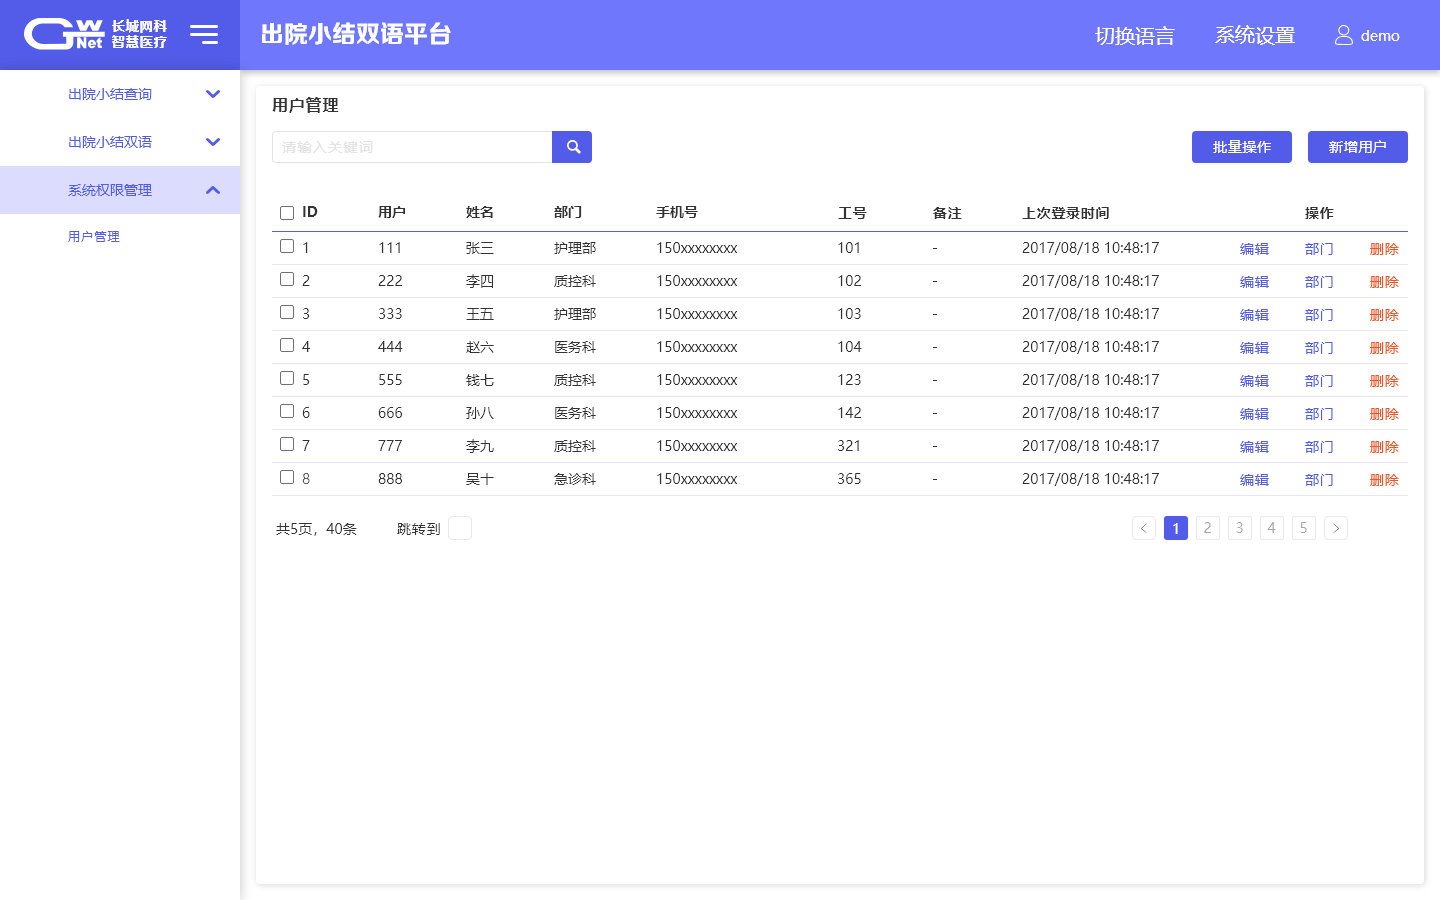 GW Net 长城网科 智慧医疗
出院小结双语平台
切换语言 系统设置 demo
出院小结查询
出院小结双语
系统权限管理
用户管理
用户管理
请输入关键词
批量操作 新增用户
ID 用户 姓名 部门 手机号 工号 备注 上次登录时间 操作
1 111 张三 护理部 150xxxxxxxx 101 - 2017/08/18 10:48:17 编辑 部门 删除
2 222 李四 质控科 150xxxxxxxx 102 - 2017/08/18 10:48:17 编辑 部门 删除
3 333 王五 护理部 150xxxxxxxx 103 - 2017/08/18 10:48:17 编辑 部门 删除
4 444 赵六 医务科 150xxxxxxxx 104 - 2017/08/18 10:48:17 编辑 部门 删除
5 555 钱七 质控科 150xxxxxxxx 123 - 2017/08/18 10:48:17 编辑 部门 删除
6 666 孙八 医务科 150xxxxxxxx 142 - 2017/08/18 10:48:17 编辑 部门 删除
7 777 李九 质控科 150xxxxxxxx 321 - 2017/08/18 10:48:17 编辑 部门 删除
8 888 吴十 急诊科 150xxxxxxxx 365 - 2017/08/18 10:48:17 编辑 部门 删除
共5页，40条 跳转到 < 1 2 3 4 5 >